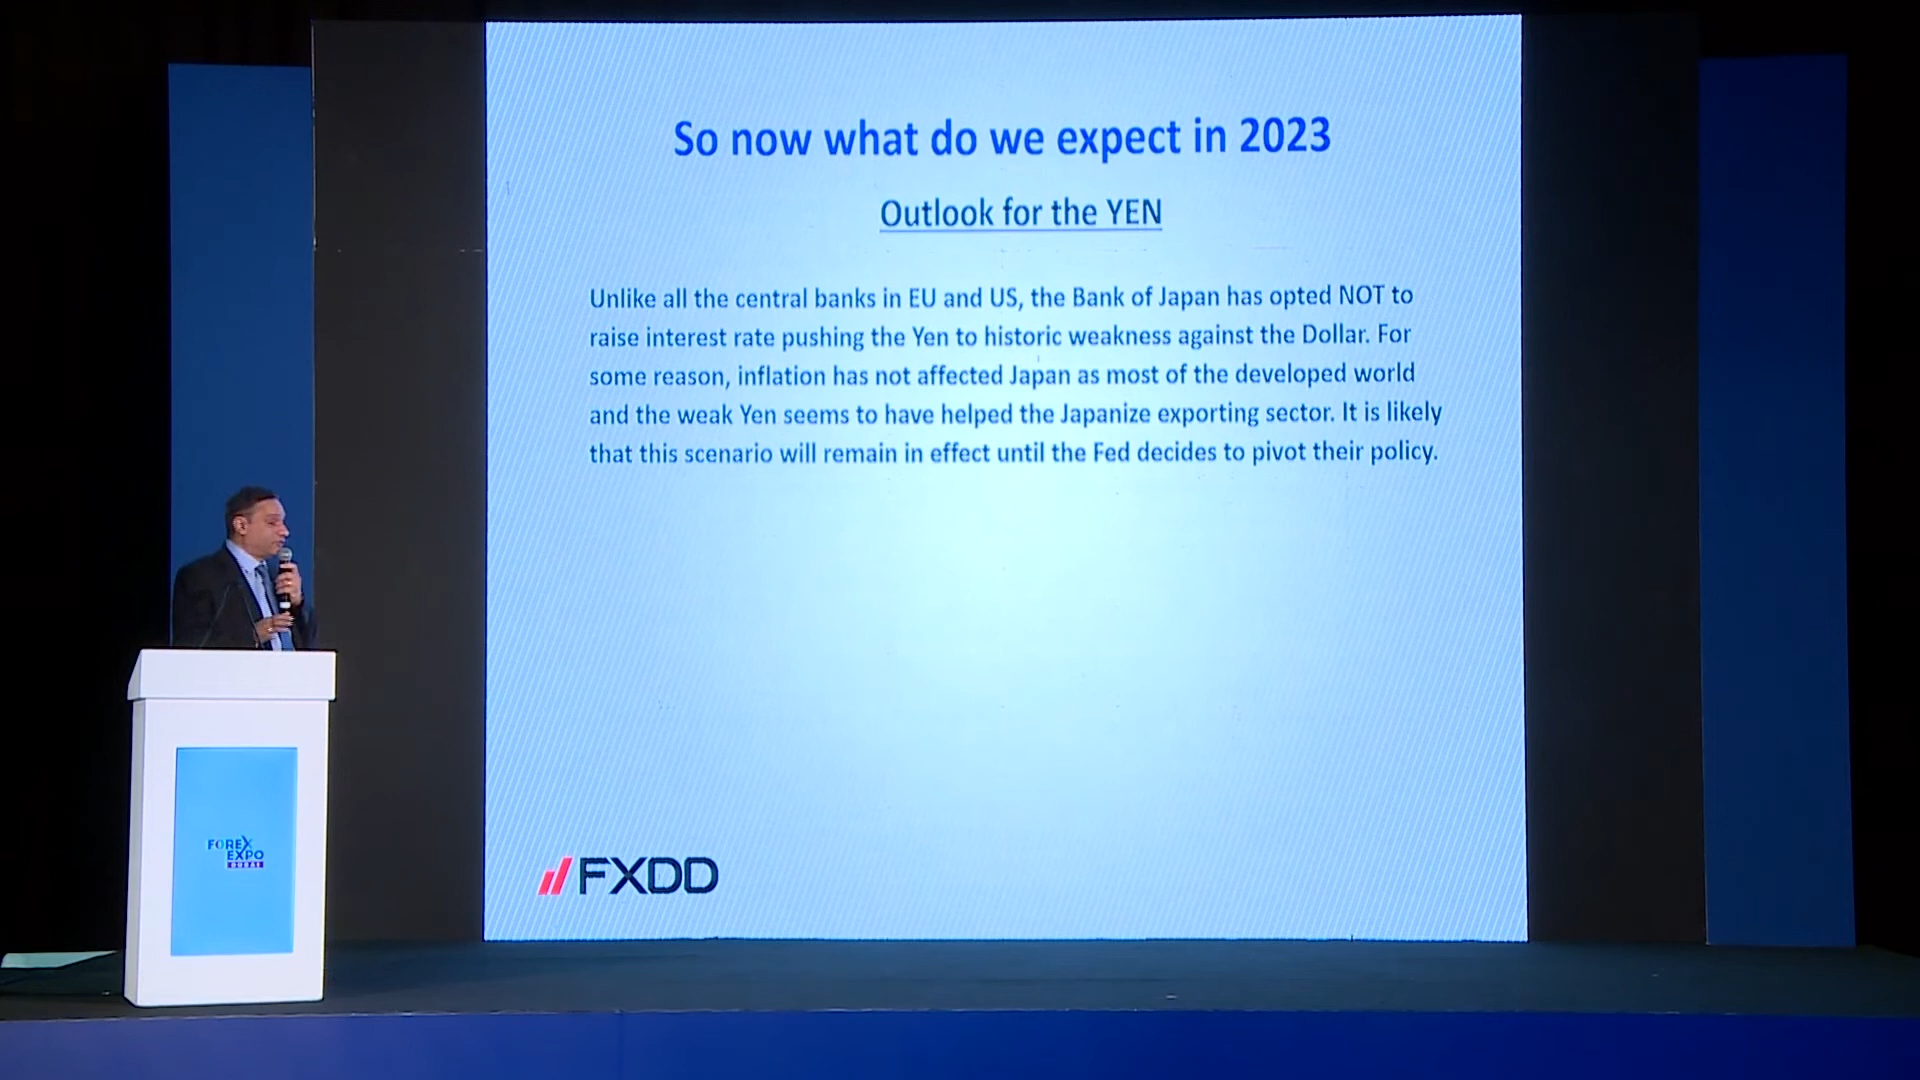 So now what do we expect in 2023
Outlook for the YEN
Unlike all the central banks in EU and US, the Bank of Japan has opted NOT to
raise interest rate pushing the Yen to historic weakness against the Dollar. For
some reason, inflation has not affected Japan as most of the developed world
and the weak Yen seems to have helped the Japanize exporting sector. It is likely
that this scenario will remain in effect until the Fed decides to pivot their policy.
FXDD
FOREX
EXPO
DUBAI